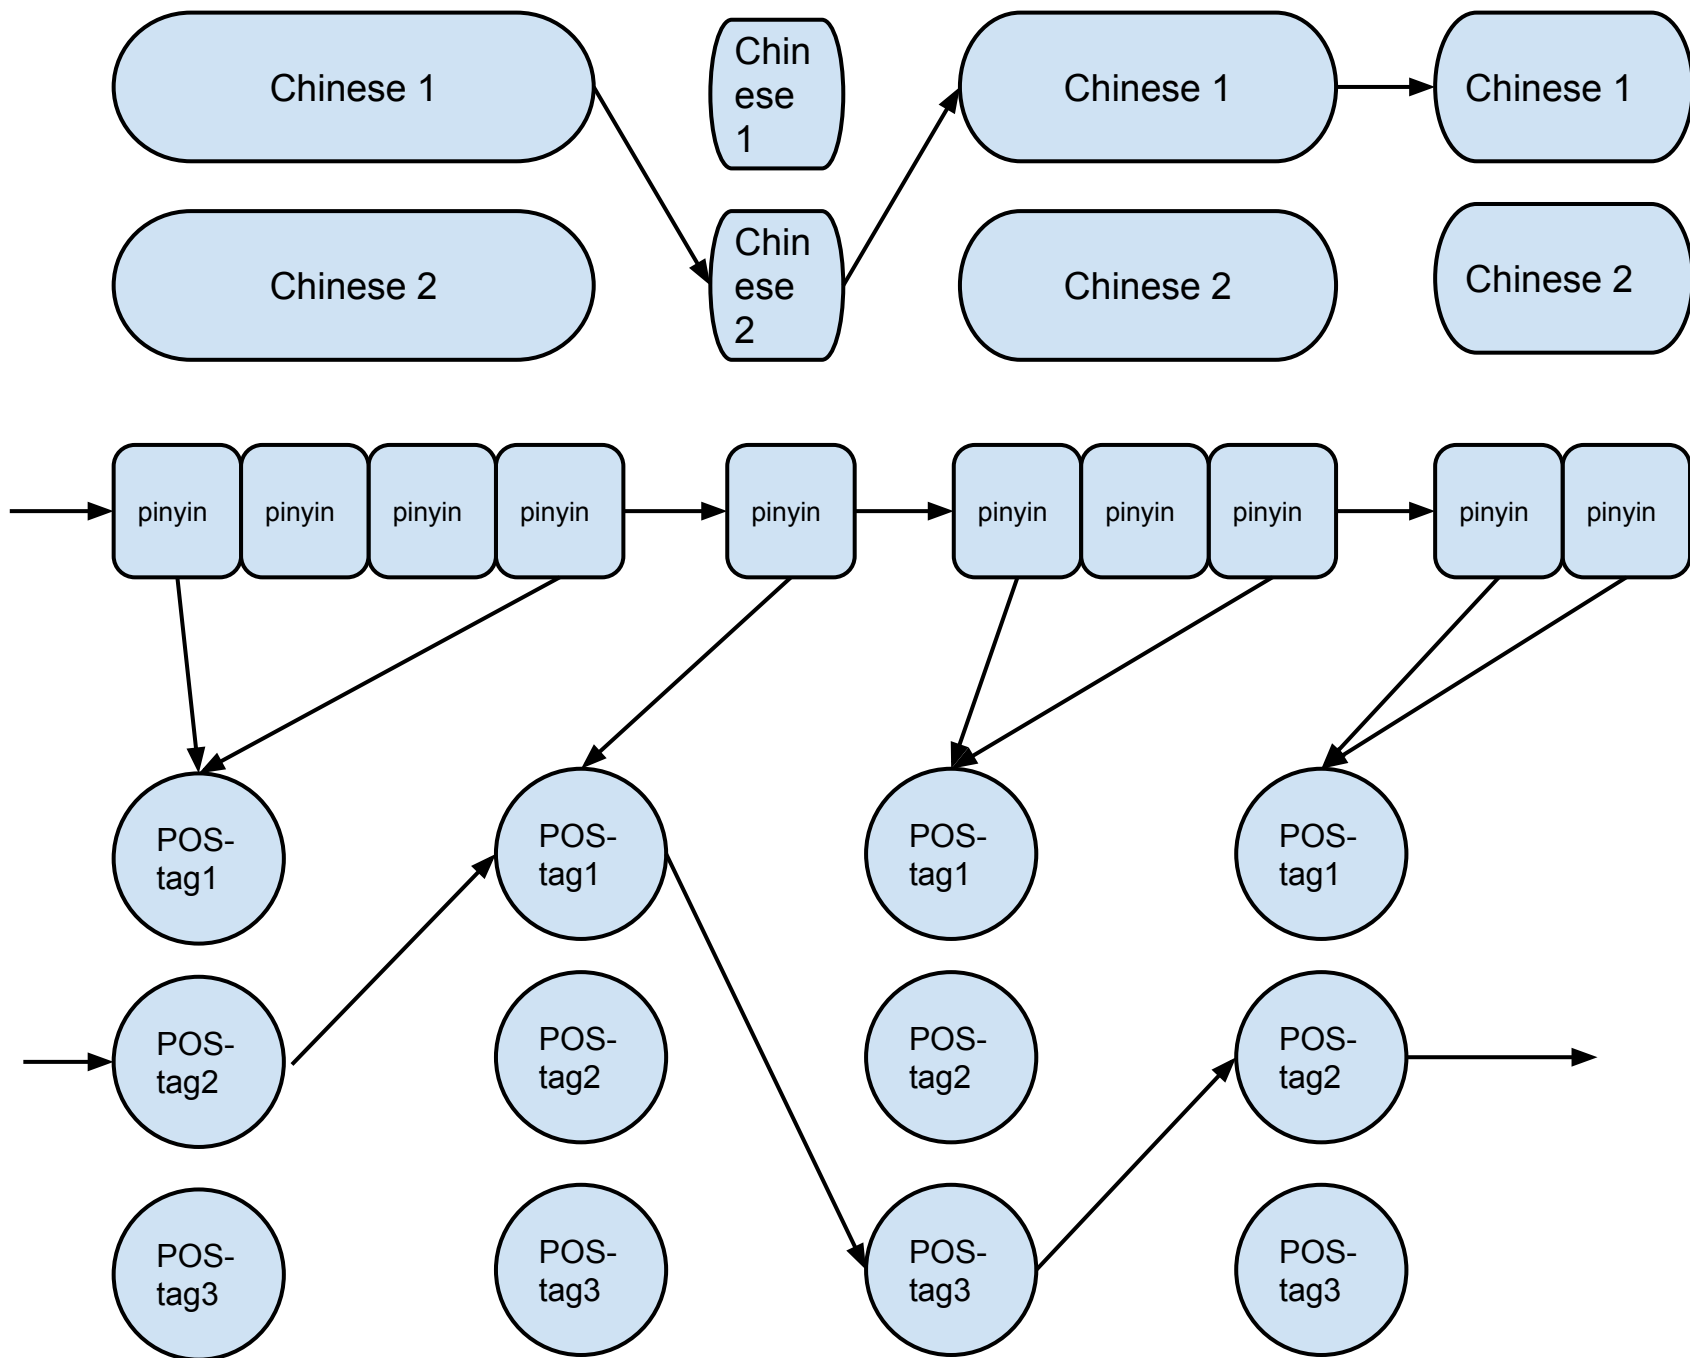 Chinese 1
Chin
ese
1
Chinese 1
Chinese 1
Chinese 2
Chin
ese
2
Chinese 2
Chinese 2
pinyin
pinyin
pinyin
pinyin
pinyin
pinyin
pinyin
pinyin
pinyin
pinyin
POS-
tag1
POS-
tag1
POS-
tag1
POS-
tag1
POS-
tag2
POS-
tag2
POS-
tag2
POS-
tag2
POS-
tag3
POS-
tag3
POS-
tag3
POS-
tag3